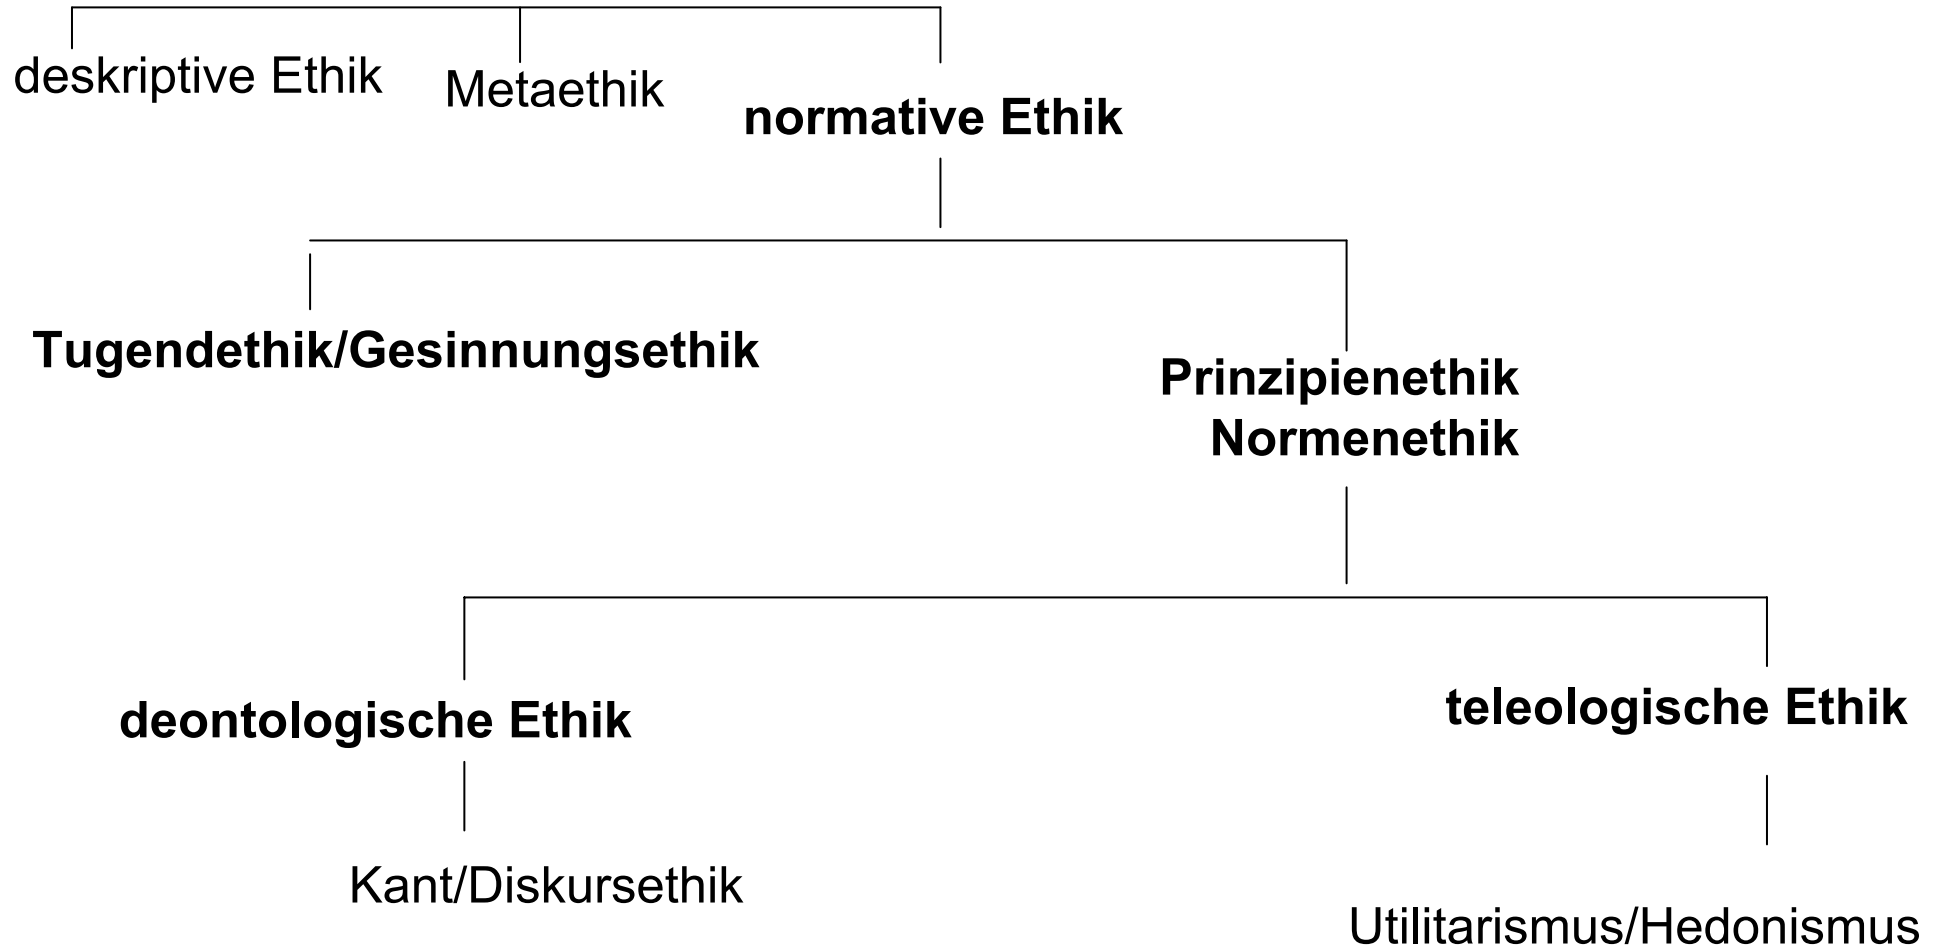 deskriptive Ethik
Metaethik
normative Ethik
Tugendethik/Gesinnungsethik
Prinzipienethik
Normenethik
deontologische Ethik
teleologische Ethik
Kant/Diskursethik
Utilitarismus/Hedonismus